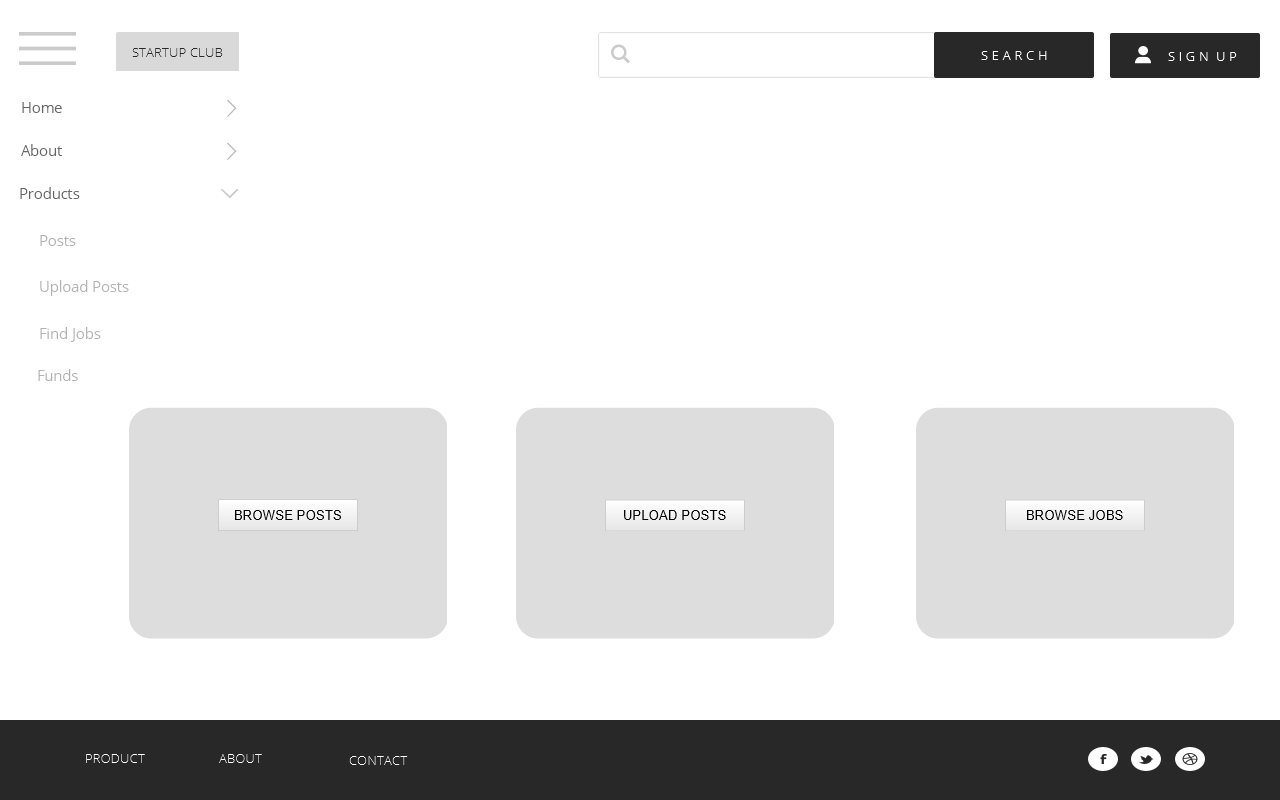 STARTUP CLUB
SEARCH
SIGN UP
Home
About
Products
Posts
Upload Posts
Find Jobs
Funds
BROWSE POSTS
UPLOAD POSTS
BROWSE JOBS
PRODUCT
ABOUT
CONTACT